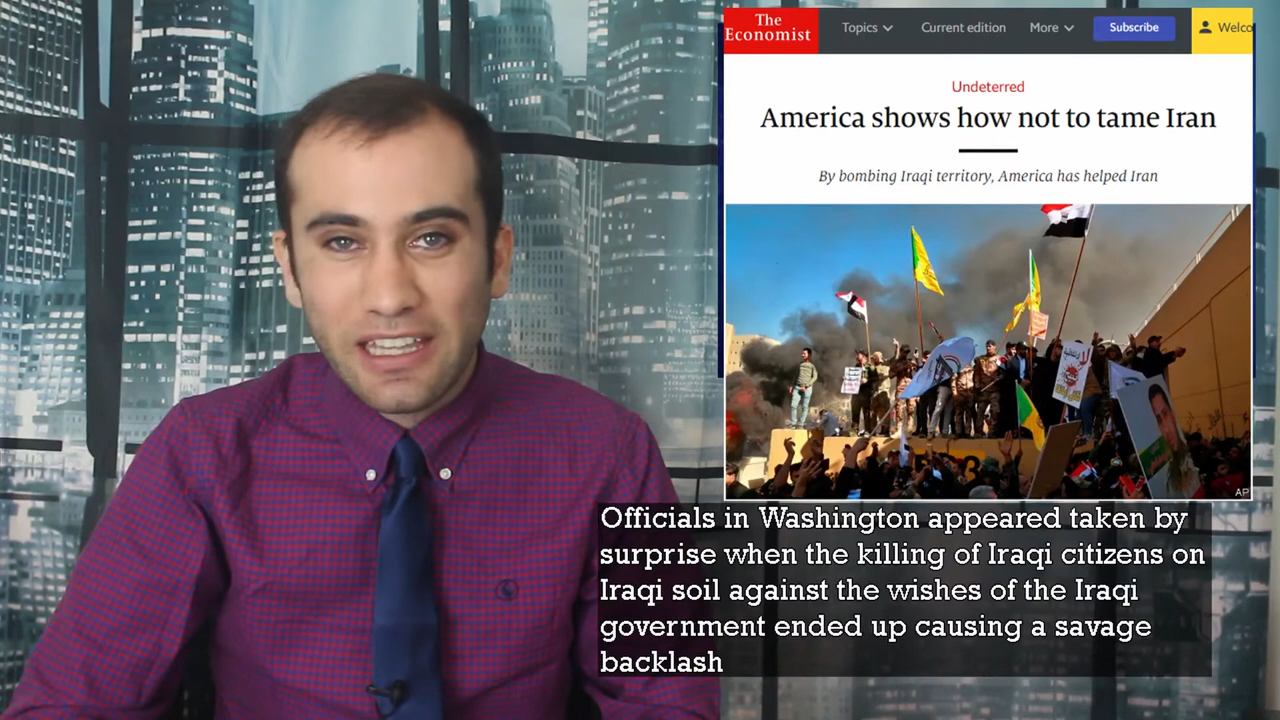 The
Economist
Topics
Current edition
More
Subscribe
Welco
Undeterred
America shows how not to tame Iran
By bombing Iraqi territory, America has helped Iran
AP
Officials in Washington appeared taken by
surprise when the killing of Iraqi citizens on
Iraqi soil against the wishes of the Iraqi
government ended up causing a savage
backlash